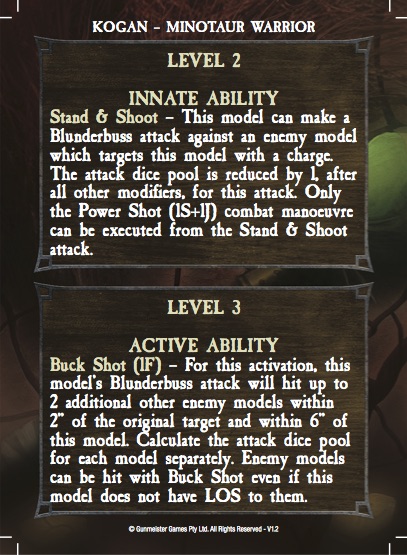 KOGAN – MINOTAUR WARRIOR
LEVEL 2
INNATE ABILITY
Stand & Shoot – This model can make a
Blunderbuss attack against an enemy model
which targets this model with a charge.
The attack dice pool is reduced by 1, after
all other modifiers, for this attack. Only
the Power Shot (1S+1J) combat manoeuvre
can be executed from the Stand & Shoot
attack.
LEVEL 3
ACTIVE ABILITY
Buck Shot (1F) – For this activation, this
model's Blunderbuss attack will hit up to
2 additional other enemy models within
2" of the original target and within 6" of
this model. Calculate the attack dice pool
for each model separately. Enemy models
can be hit with Buck Shot even if this
model does not have LOS to them.
© Gunmeister Games Pty Ltd. All Rights Reserved - V1.2